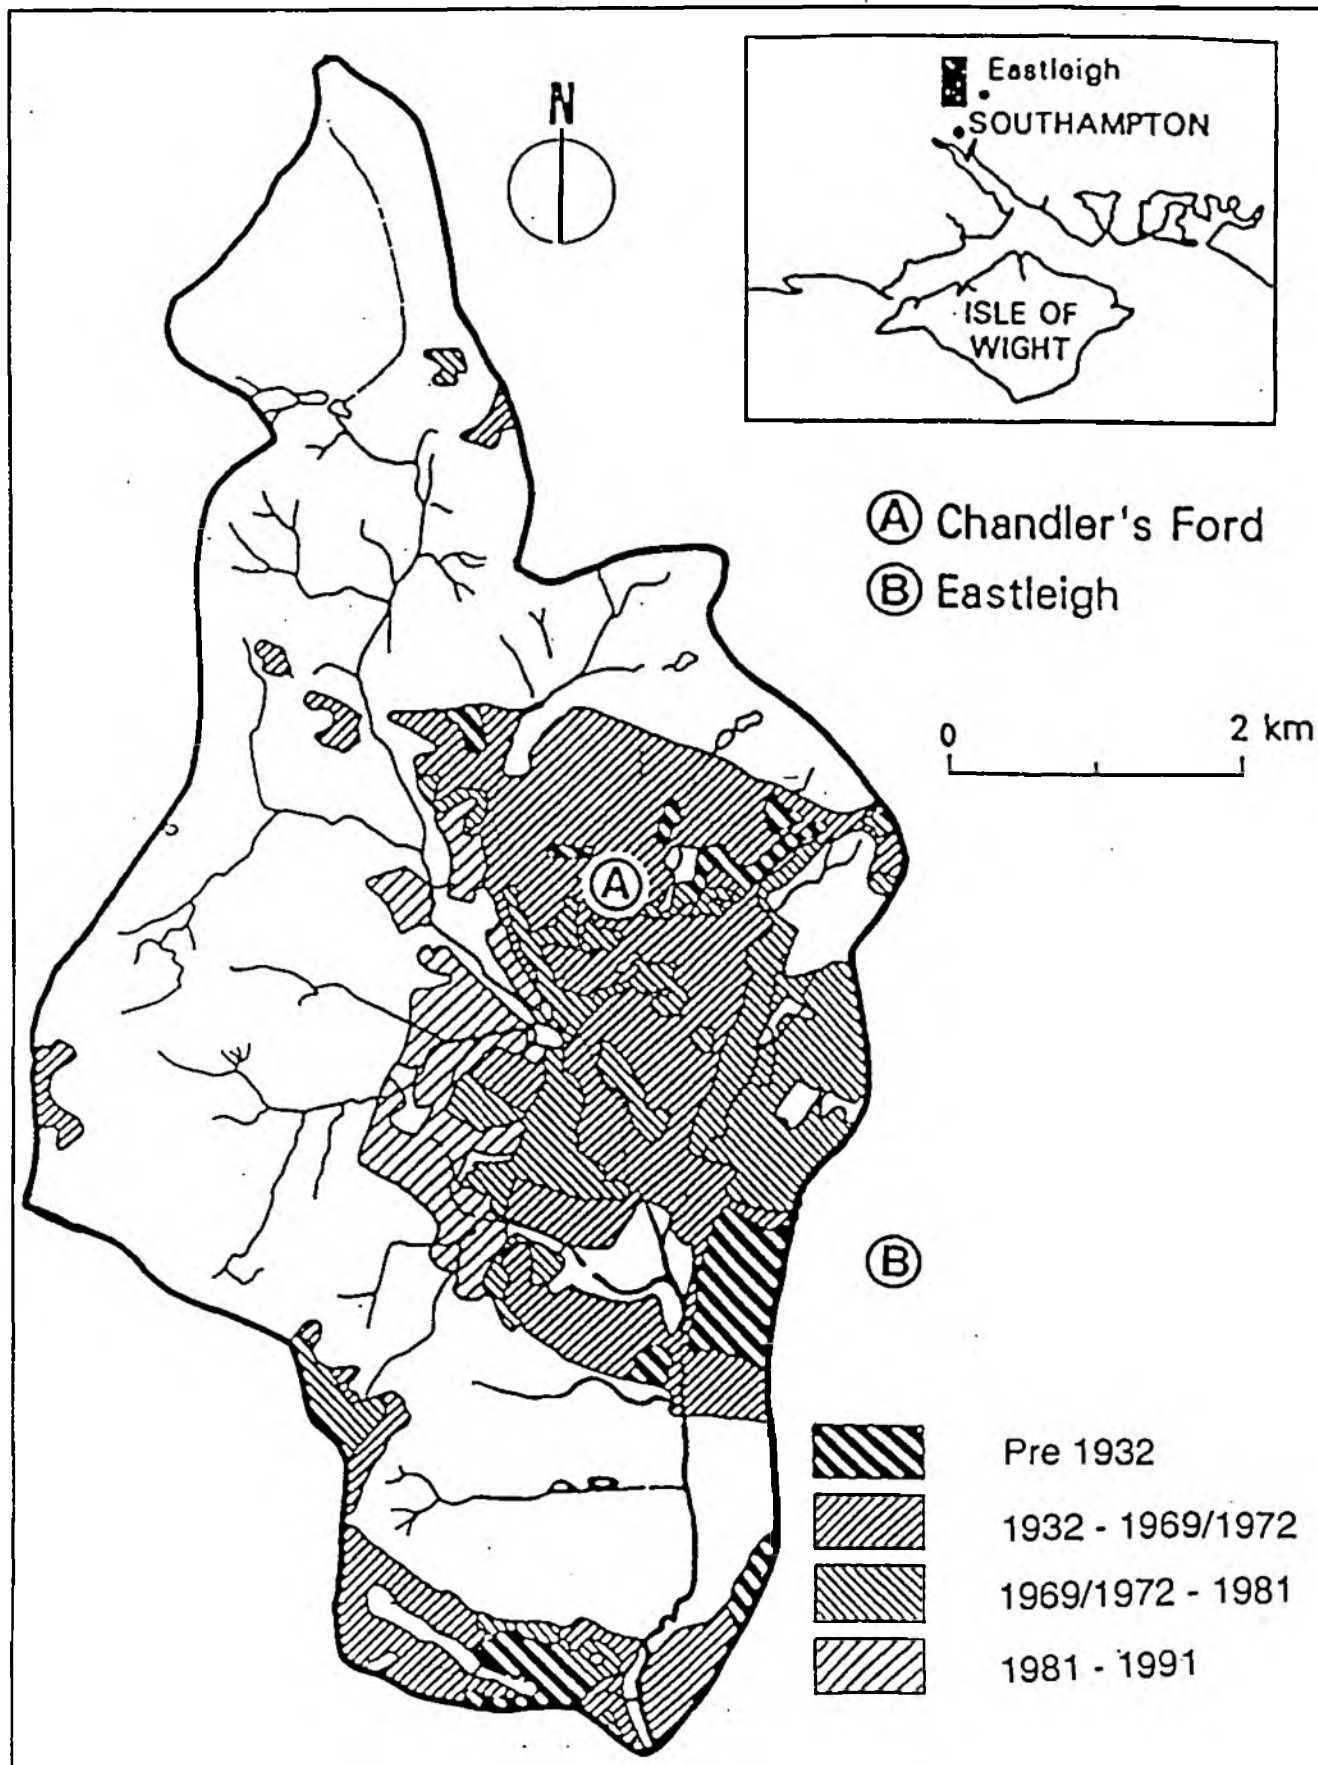 N
Eastleigh
SOUTHAMPTON
ISLE OF
WIGHT
A Chandler's Ford
B Eastleigh
0 2 km
A
B
Pre 1932
1932 - 1969/1972
1969/1972 - 1981
1981 - 1991